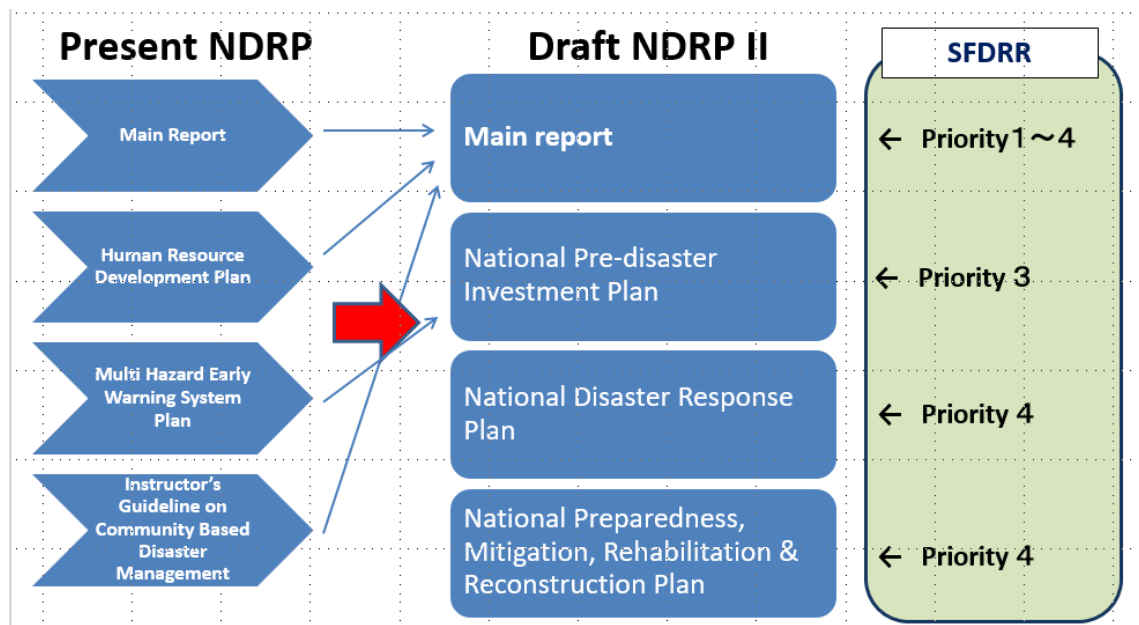 Present NDRP
Main Report
Human Resource
Development Plan
Multi Hazard Early
Warning System
Plan
Instructor's
Guideline on
Community Based
Disaster
Management
Draft NDRP II
Main report
National Pre-disaster
Investment Plan
National Disaster Response
Plan
National Preparedness,
Mitigation, Rehabilitation &
Reconstruction Plan
SFDRR
← Priority1～4
← Priority 3
← Priority 4
← Priority 4